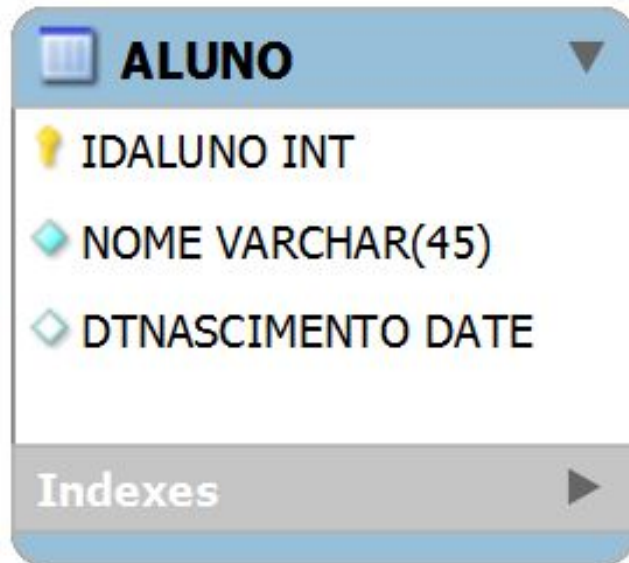 ALUNO
IDALUNO INT
NOME VARCHAR(45)
DTNASCIMENTO DATE
Indexes